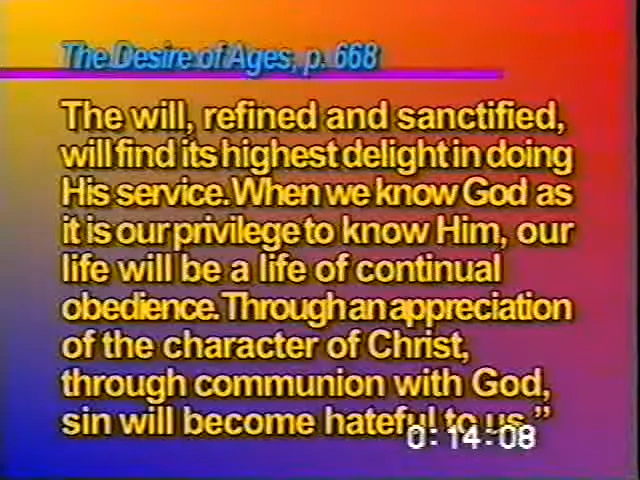 The Desire of Ages, p. 668
The will, refined and sanctified,
will find its highest delight in doing
His service. When we know God as
it is our privilege to know Him, our
life will be a life of continual
obedience. Through an appreciation
of the character of Christ,
through communion with God,
sin will become hateful to us.”
0:14:08